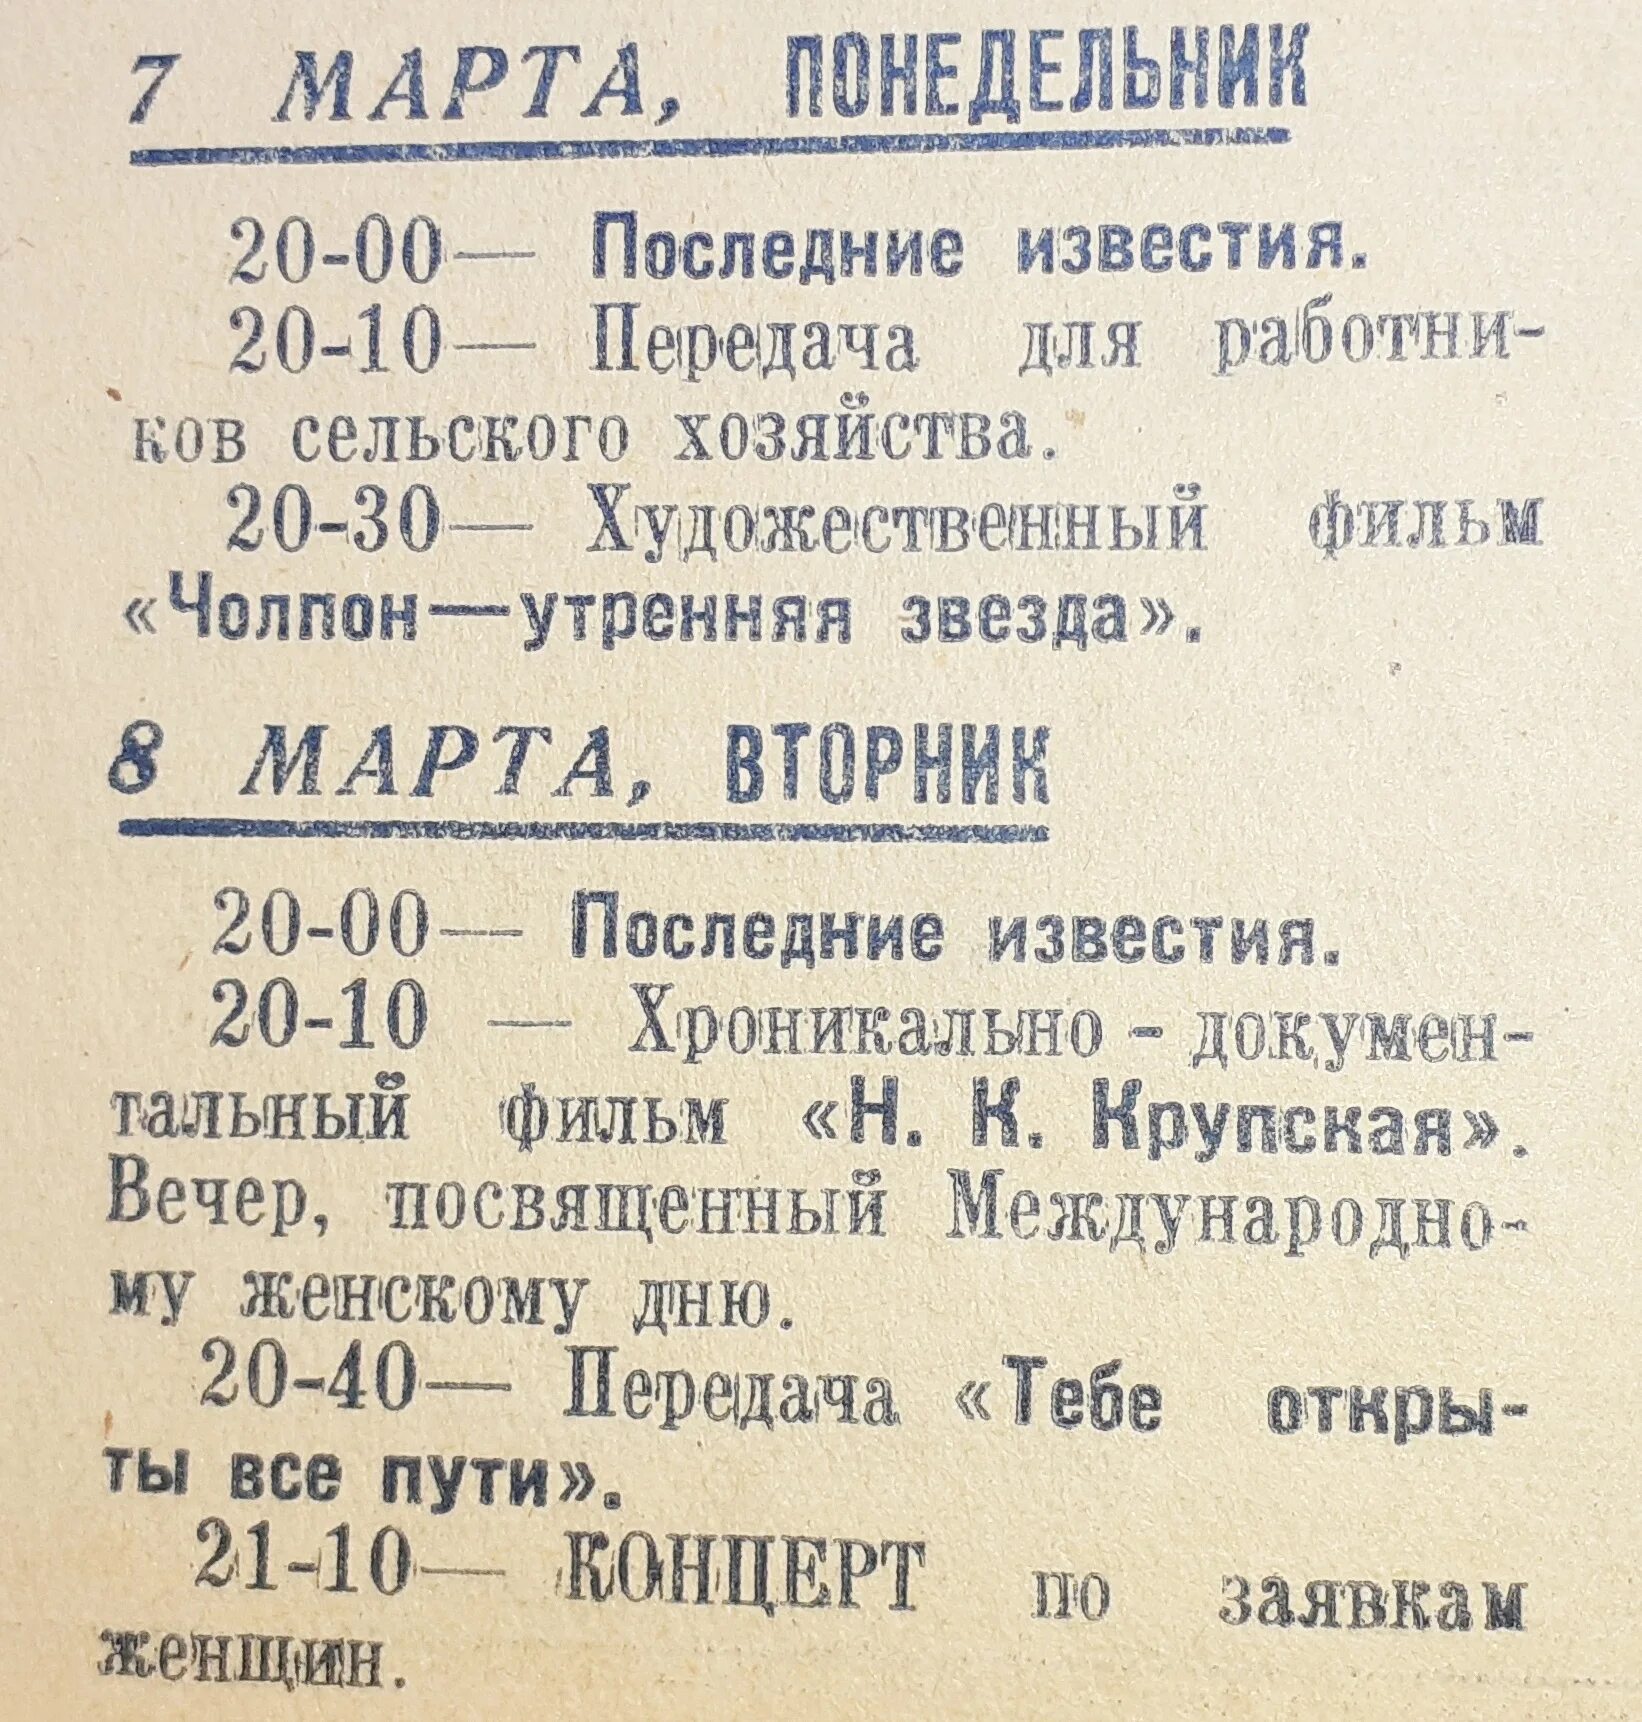 7 МАРТА, ПОНЕДЕЛЬНИК
20-00— Последние известия.
20-10— Передача для работни-
ков сельского хозяйства.
20-30— Художественный фильм
«Чолпон—утренняя звезда».
8 МАРТА, ВТОРНИК
20-00— Последние известия.
20-10 — Хроникально - докумен-
тальный фильм «Н. К. Крупская».
Вечер, посвященный Международно-
му женскому дню.
20-40— Передача «Тебе откры-
ты все пути».
21-10— КОНЦЕРТ по заявкам
женщин.